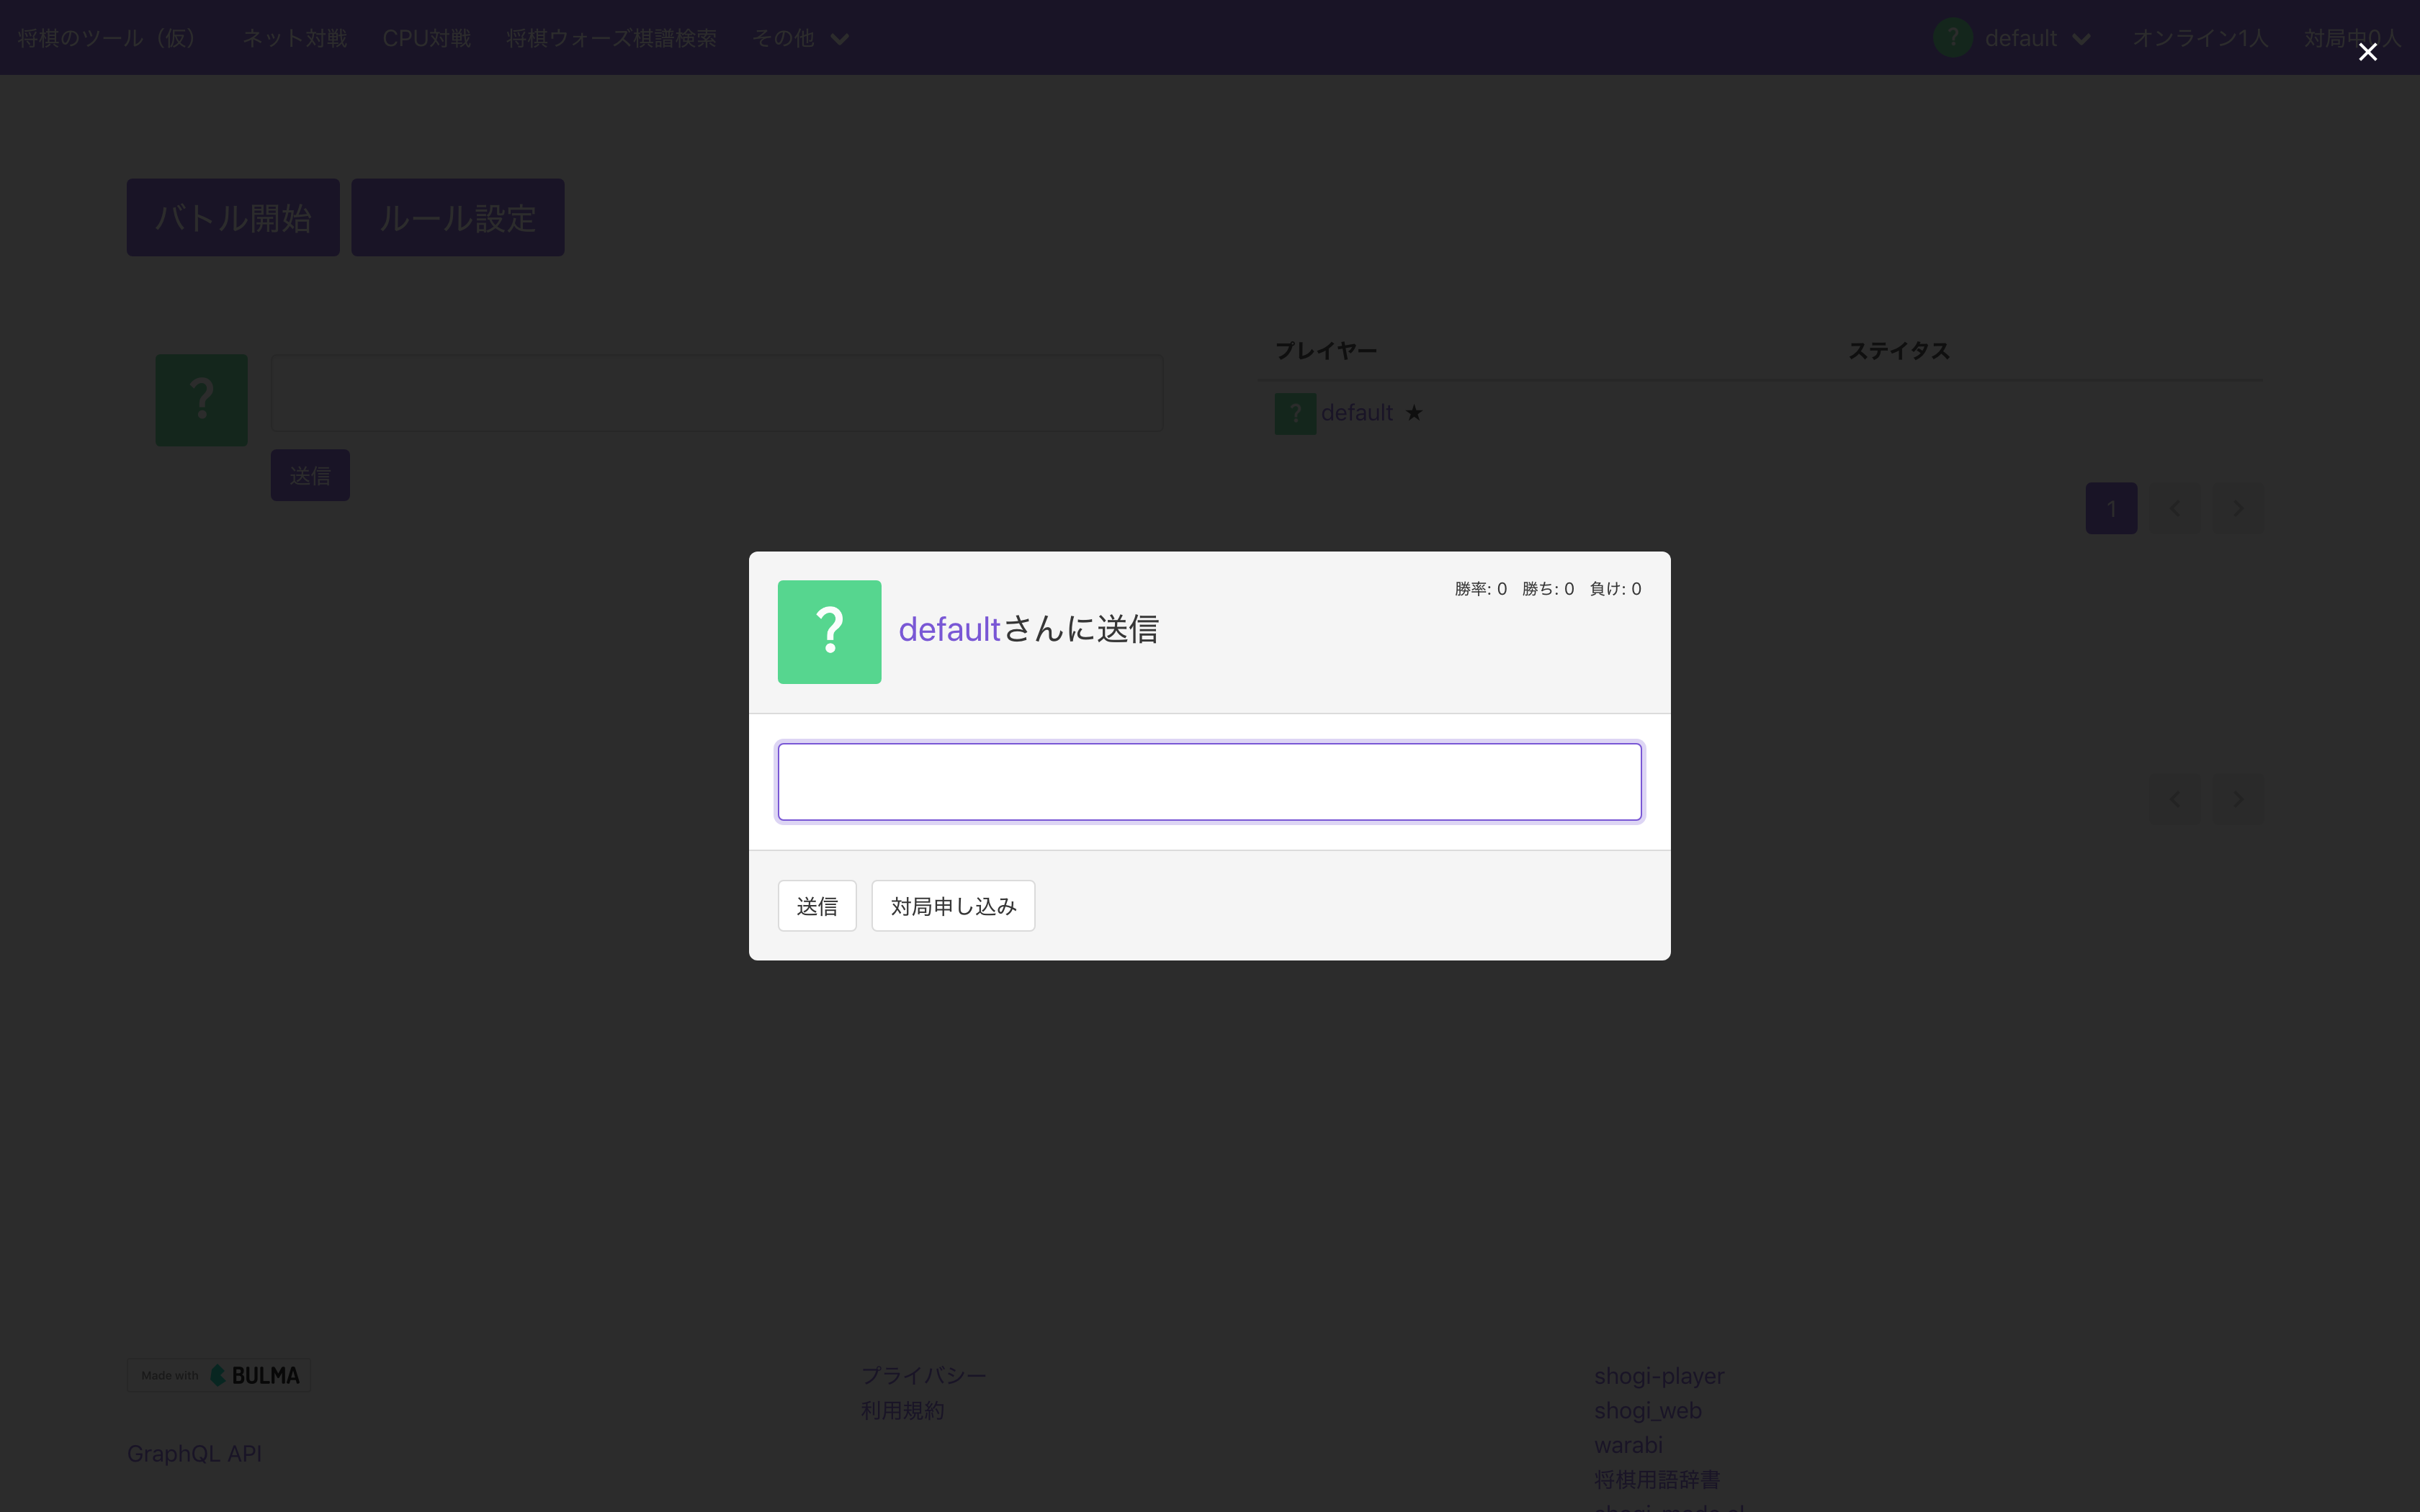 将棋のツール（仮） ネット対戦 CPU対戦 将棋ウォーズ棋譜検索 その他 ? default オンライン1人 対局中0人
バトル開始 ルール設定
?
送信
プレイヤー ステイタス
? default ★
1
勝率: 0 勝ち: 0 負け: 0
? defaultさんに送信
送信 対局申し込み
Made with BULMA
GraphQL API
プライバシー
利用規約
shogi-player
shogi_web
warabi
将棋用語辞書